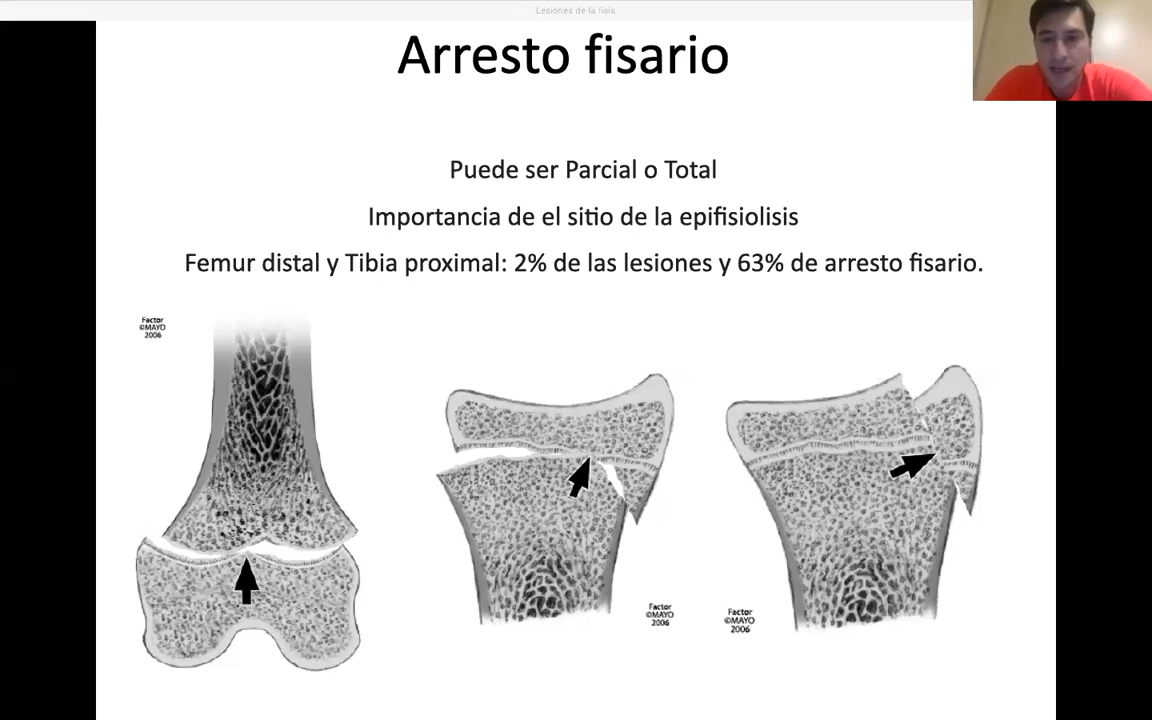 Lesiones de la fisis
Arresto fisario
Puede ser Parcial o Total
Importancia de el sitio de la epifisiolisis
Femur distal y Tibia proximal: 2% de las lesiones y 63% de arresto fisario.
Factor
©MAYO
2006
Factor
©MAYO
2006
Factor
©MAYO
2006